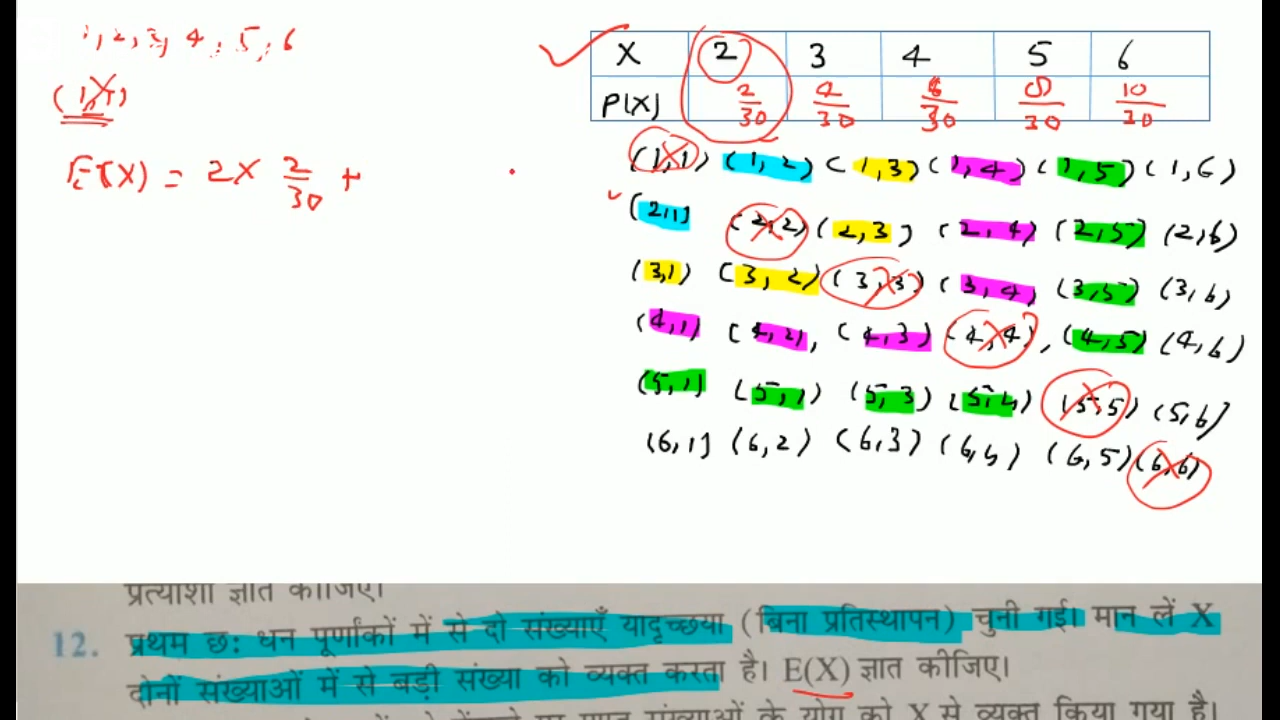 1, 2, 3, 4, 5, 6
(1,1)
E(X) = 2 × 2/30 +
X 2 3 4 5 6
P(X) 2/30 4/30 6/30 8/30 10/30
(1,1) (1,2) (1,3) (1,4) (1,5) (1,6)
(2,1] (2,2) (2,3) (2,4) (2,5) (2,6)
(3,1) (3,2) (3,3) (3,4) (3,5) (3,6)
(4,1) (4,2), (4,3) (4,4), (4,5) (4,6)
(5,1) (5,1) (5,3) (5,4) (5,5) (5,6]
(6,1] (6,2) (6,3) (6,4) (6,5) (6,6)
प्रत्याशा ज्ञात कीजिए।
12. प्रथम छः धन पूर्णांकों में से दो संख्याएँ यादृच्छया (बिना प्रतिस्थापन) चुनी गई। मान लें X
दोनों संख्याओं में से बड़ी संख्या को व्यक्त करता है। E(X) ज्ञात कीजिए।
संख्याओं के योग को X से व्यक्त किया गया है।